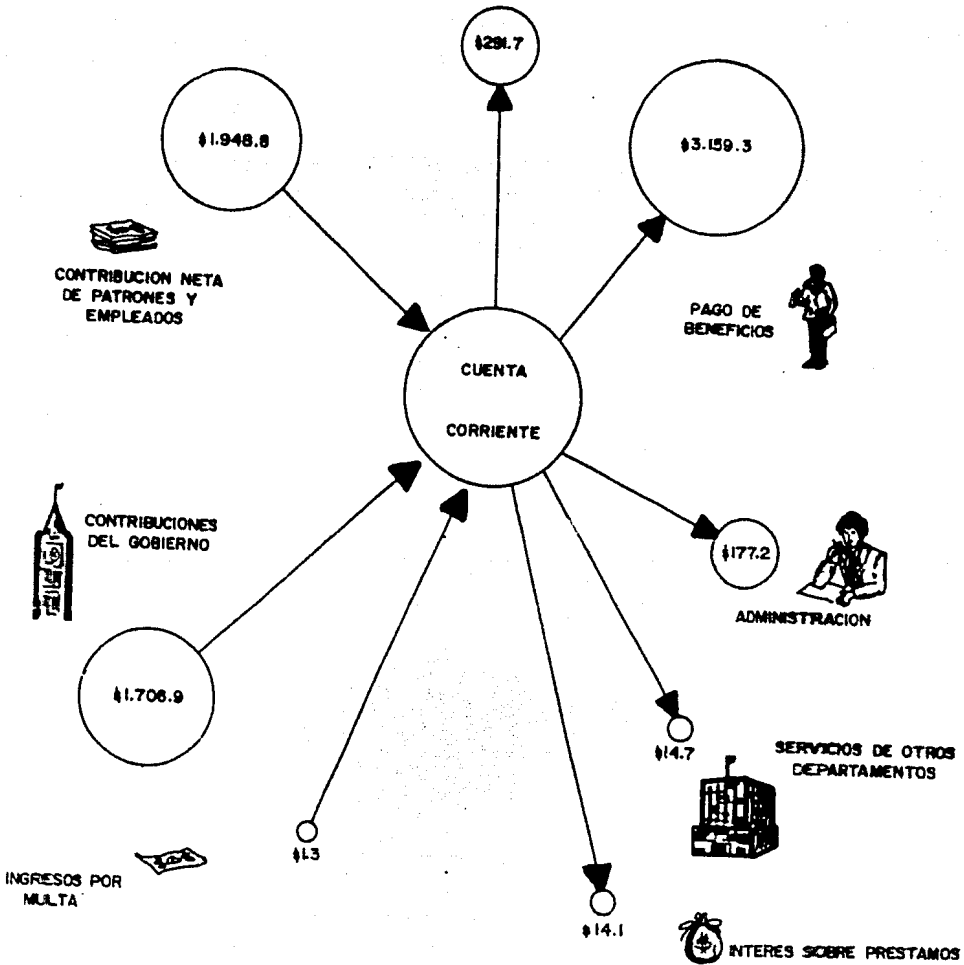 $291.7
$1.948.8
$3.159.3
CONTRIBUCION NETA
DE PATRONES Y
EMPLEADOS
PAGO DE
BENEFICIOS
CUENTA
CORRIENTE
CONTRIBUCIONES
DEL GOBIERNO
$177.2
ADMINISTRACION
$1.706.9
$14.7
SERVICIOS DE OTROS
DEPARTAMENTOS
$1.3
INGRESOS POR
MULTA
$14.1
INTERES SOBRE PRESTAMOS